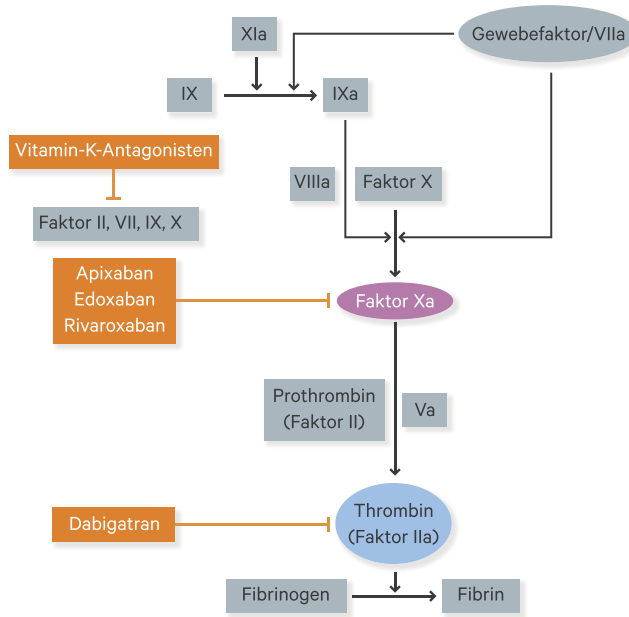 XIa
Gewebefaktor/VIIa
IX
IXa
Vitamin-K-Antagonisten
VIIIa
Faktor X
Faktor II, VII, IX, X
Apixaban
Edoxaban
Rivaroxaban
Faktor Xa
Prothrombin
(Faktor II)
Va
Dabigatran
Thrombin
(Faktor IIa)
Fibrinogen
Fibrin